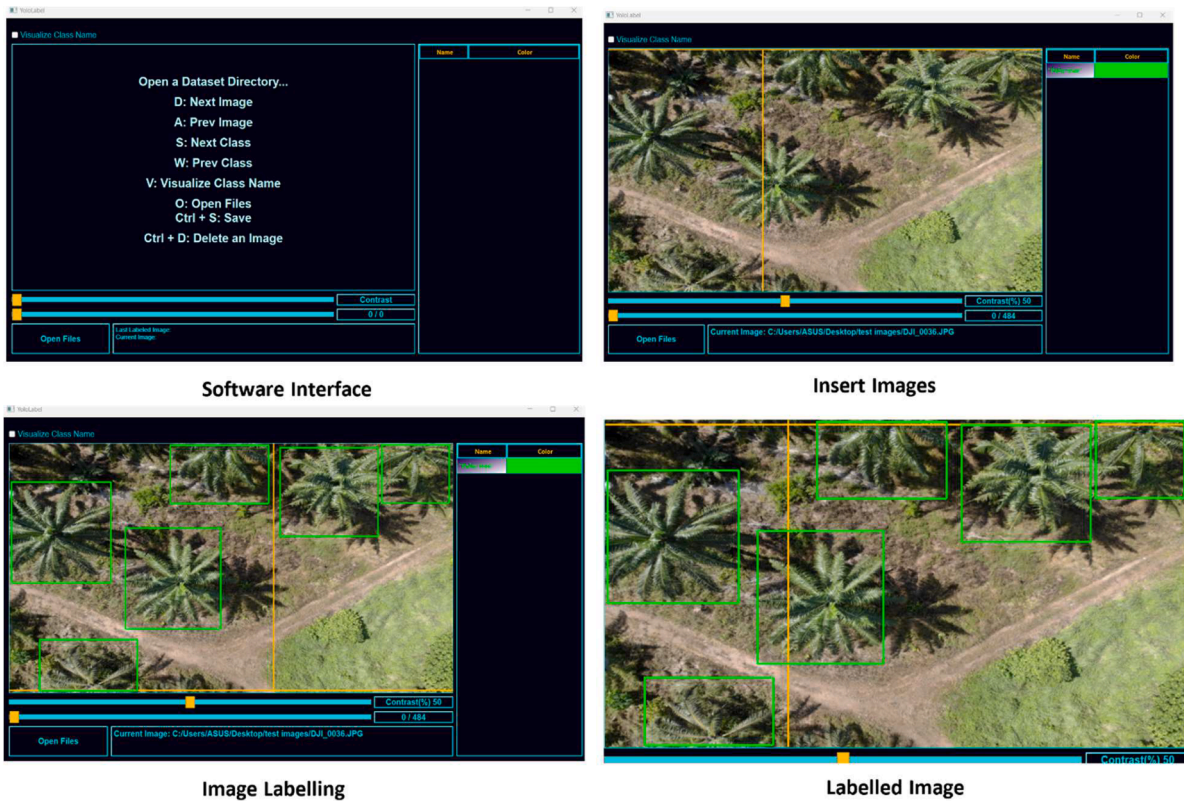 YoloLabel
Visualize Class Name
Open a Dataset Directory...
D: Next Image
A: Prev Image
S: Next Class
W: Prev Class
V: Visualize Class Name
O: Open Files
Ctrl + S: Save
Ctrl + D: Delete an Image
Name Color
Contrast
0 / 0
Open Files
Last Labeled Image:
Current Image:
Software Interface
YoloLabel
Visualize Class Name
Name Color
Contrast(%) 50
0 / 484
Open Files
Current Image: C:/Users/ASUS/Desktop/test images/DJI_0036.JPG
Insert Images
YoloLabel
Visualize Class Name
Name Color
Contrast(%) 50
0 / 484
Open Files
Current Image: C:/Users/ASUS/Desktop/test images/DJI_0036.JPG
Image Labelling
Contrast(%) 50
Labelled Image